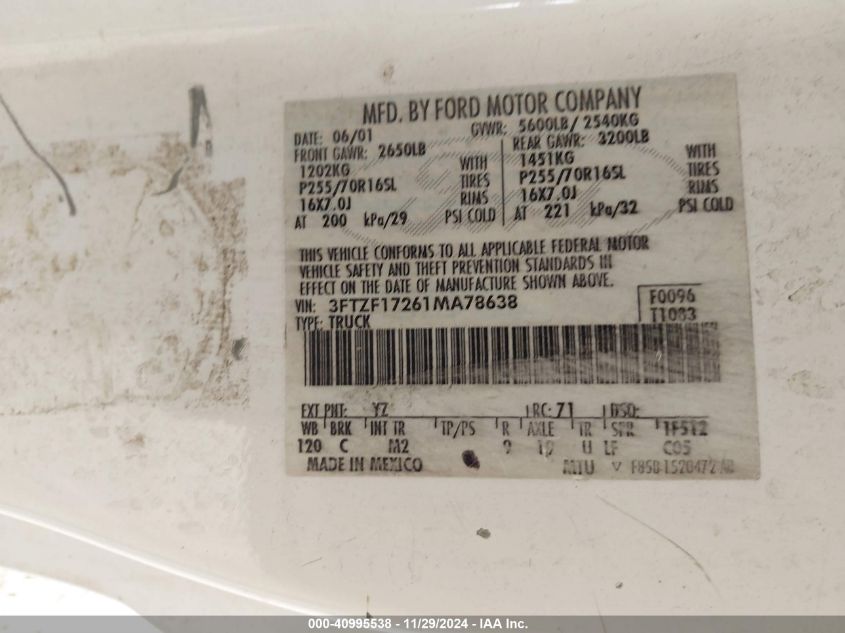 MFD. BY FORD MOTOR COMPANY
DATE: 06/01 GVWR: 5600LB/ 2540KG
FRONT GAWR: 2650LB REAR GAWR: 3200LB
1202KG WITH 1451KG WITH
P255/70R16SL TIRES P255/70R16SL TIRES
16X7.0J RIMS 16X7.0J RIMS
AT 200 kPa/29 PSI COLD AT 221 kPa/32 PSI COLD
THIS VEHICLE CONFORMS TO ALL APPLICABLE FEDERAL MOTOR
VEHICLE SAFETY AND THEFT PREVENTION STANDARDS IN
EFFECT ON THE DATE OF MANUFACTURE SHOWN ABOVE.
VIN: 3FTZF17261MA78638 F0096
TYPE: TRUCK T1083
EXT PNT: YZ RC: 71 DSO:
WB BRK INT TR TP/PS R AXLE TR SPR TF512
120 C M2 9 19 U LF C05
MADE IN MEXICO MTU
000-40995538 - 11/29/2024 - IAA Inc.